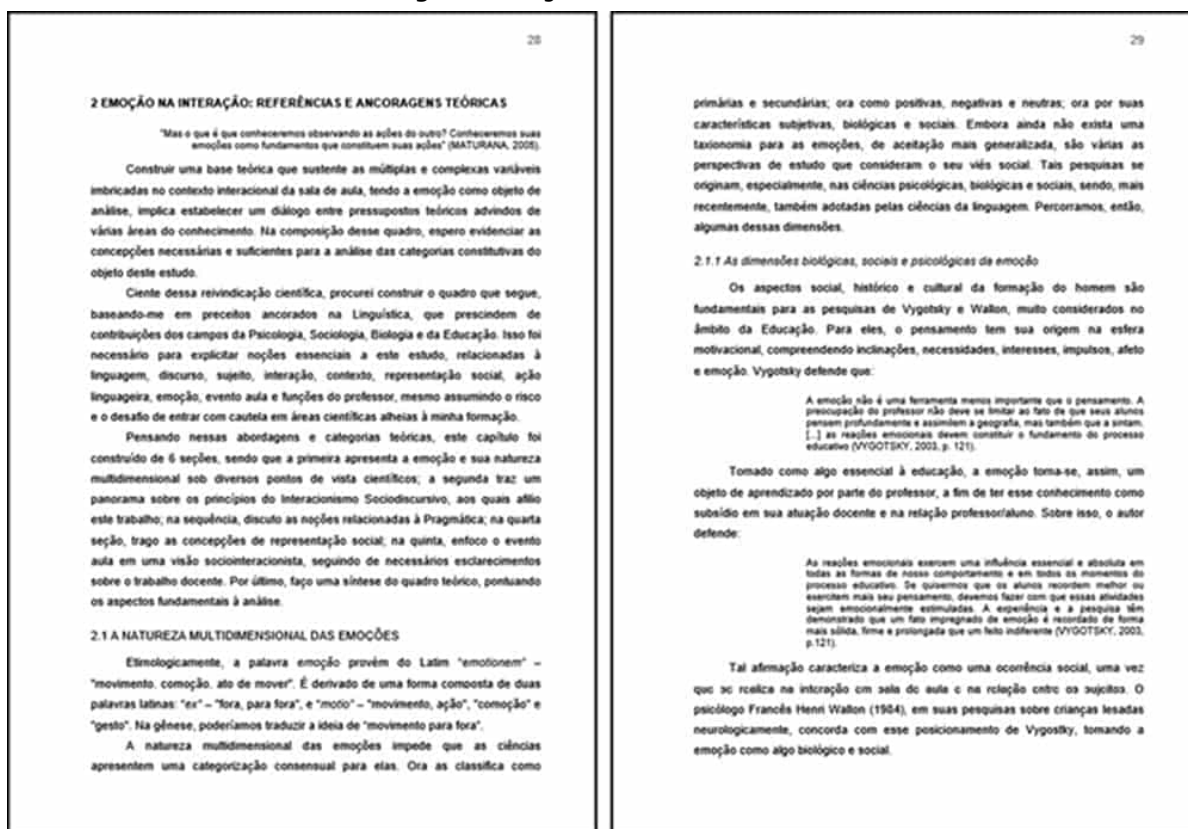 28
2 EMOÇÃO NA INTERAÇÃO: REFERÊNCIAS E ANCORAGENS TEÓRICAS
"Mas o que é que conheceremos observando as ações do outro? Conheceremos suas
emoções como fundamentos que constituem suas ações" (MATURANA, 2005).
Construir uma base teórica que sustente as múltiplas e complexas variáveis
imbricadas no contexto interacional da sala de aula, tendo a emoção como objeto de
análise, implica estabelecer um diálogo entre pressupostos teóricos advindos de
várias áreas do conhecimento. Na composição desse quadro, espero evidenciar as
concepções necessárias e suficientes para a análise das categorias constitutivas do
objeto deste estudo.
Ciente dessa reivindicação científica, procurei construir o quadro que segue,
baseando-me em preceitos ancorados na Linguística, que prescindem de
contribuições dos campos da Psicologia, Sociologia, Biologia e da Educação. Isso foi
necessário para explicitar noções essenciais a este estudo, relacionadas à
linguagem, discurso, sujeito, interação, contexto, representação social, ação
linguageira, emoção, evento aula e funções do professor, mesmo assumindo o risco
e o desafio de entrar com cautela em áreas científicas alheias à minha formação.
Pensando nessas abordagens e categorias teóricas, este capítulo foi
construído de 6 seções, sendo que a primeira apresenta a emoção e sua natureza
multidimensional sob diversos pontos de vista científicos; a segunda traz um
panorama sobre os princípios do Interacionismo Sociodiscursivo, aos quais afilio
este trabalho; na sequência, discuto as noções relacionadas à Pragmática; na quarta
seção, trago as concepções de representação social; na quinta, enfoco o evento
aula em uma visão sociointeracionista, seguindo de necessários esclarecimentos
sobre o trabalho docente. Por último, faço uma síntese do quadro teórico, pontuando
os aspectos fundamentais à análise.
2.1 A NATUREZA MULTIDIMENSIONAL DAS EMOÇÕES
Etimologicamente, a palavra emoção provém do Latim "emotionem" –
"movimento, comoção, ato de mover". É derivado de uma forma composta de duas
palavras latinas: "ex" – "fora, para fora", e "motio" – "movimento, ação", "comoção" e
"gesto". Na gênese, poderíamos traduzir a ideia de "movimento para fora".
A natureza multidimensional das emoções impede que as ciências
apresentem uma categorização consensual para elas. Ora as classifica como
29
primárias e secundárias; ora como positivas, negativas e neutras; ora por suas
características subjetivas, biológicas e sociais. Embora ainda não exista uma
taxionomia para as emoções, de aceitação mais generalizada, são várias as
perspectivas de estudo que consideram o seu viés social. Tais pesquisas se
originam, especialmente, nas ciências psicológicas, biológicas e sociais, sendo, mais
recentemente, também adotadas pelas ciências da linguagem. Percorramos, então,
algumas dessas dimensões.
2.1.1 As dimensões biológicas, sociais e psicológicas da emoção
Os aspectos social, histórico e cultural da formação do homem são
fundamentais para as pesquisas de Vygotsky e Wallon, muito considerados no
âmbito da Educação. Para eles, o pensamento tem sua origem na esfera
motivacional, compreendendo inclinações, necessidades, interesses, impulsos, afeto
e emoção. Vygotsky defende que:
A emoção não é uma ferramenta menos importante que o pensamento. A
preocupação do professor não deve se limitar ao fato de que seus alunos
pensem profundamente e assimilem a geografia, mas também que a sintam.
[...] as reações emocionais devem constituir o fundamento do processo
educativo (VYGOTSKY, 2003, p. 121).
Tomado como algo essencial à educação, a emoção torna-se, assim, um
objeto de aprendizado por parte do professor, a fim de ter esse conhecimento como
subsídio em sua atuação docente e na relação professor/aluno. Sobre isso, o autor
defende:
As reações emocionais exercem uma influência essencial e absoluta em
todas as formas de nosso comportamento e em todos os momentos do
processo educativo. Se quisermos que os alunos recordem melhor ou
exercitem mais seu pensamento, devemos fazer com que essas atividades
sejam emocionalmente estimuladas. A experiência e a pesquisa têm
demonstrado que um fato impregnado de emoção é recordado de forma
mais sólida, firme e prolongada que um feito indiferente (VYGOTSKY, 2003,
p.121).
Tal afirmação caracteriza a emoção como uma ocorrência social, uma vez
que se realiza na interação em sala de aula e na relação entre os sujeitos. O
psicólogo Francês Henri Wallon (1984), em suas pesquisas sobre crianças lesadas
neurologicamente, concorda com esse posicionamento de Vygostky, tomando a
emoção como algo biológico e social.